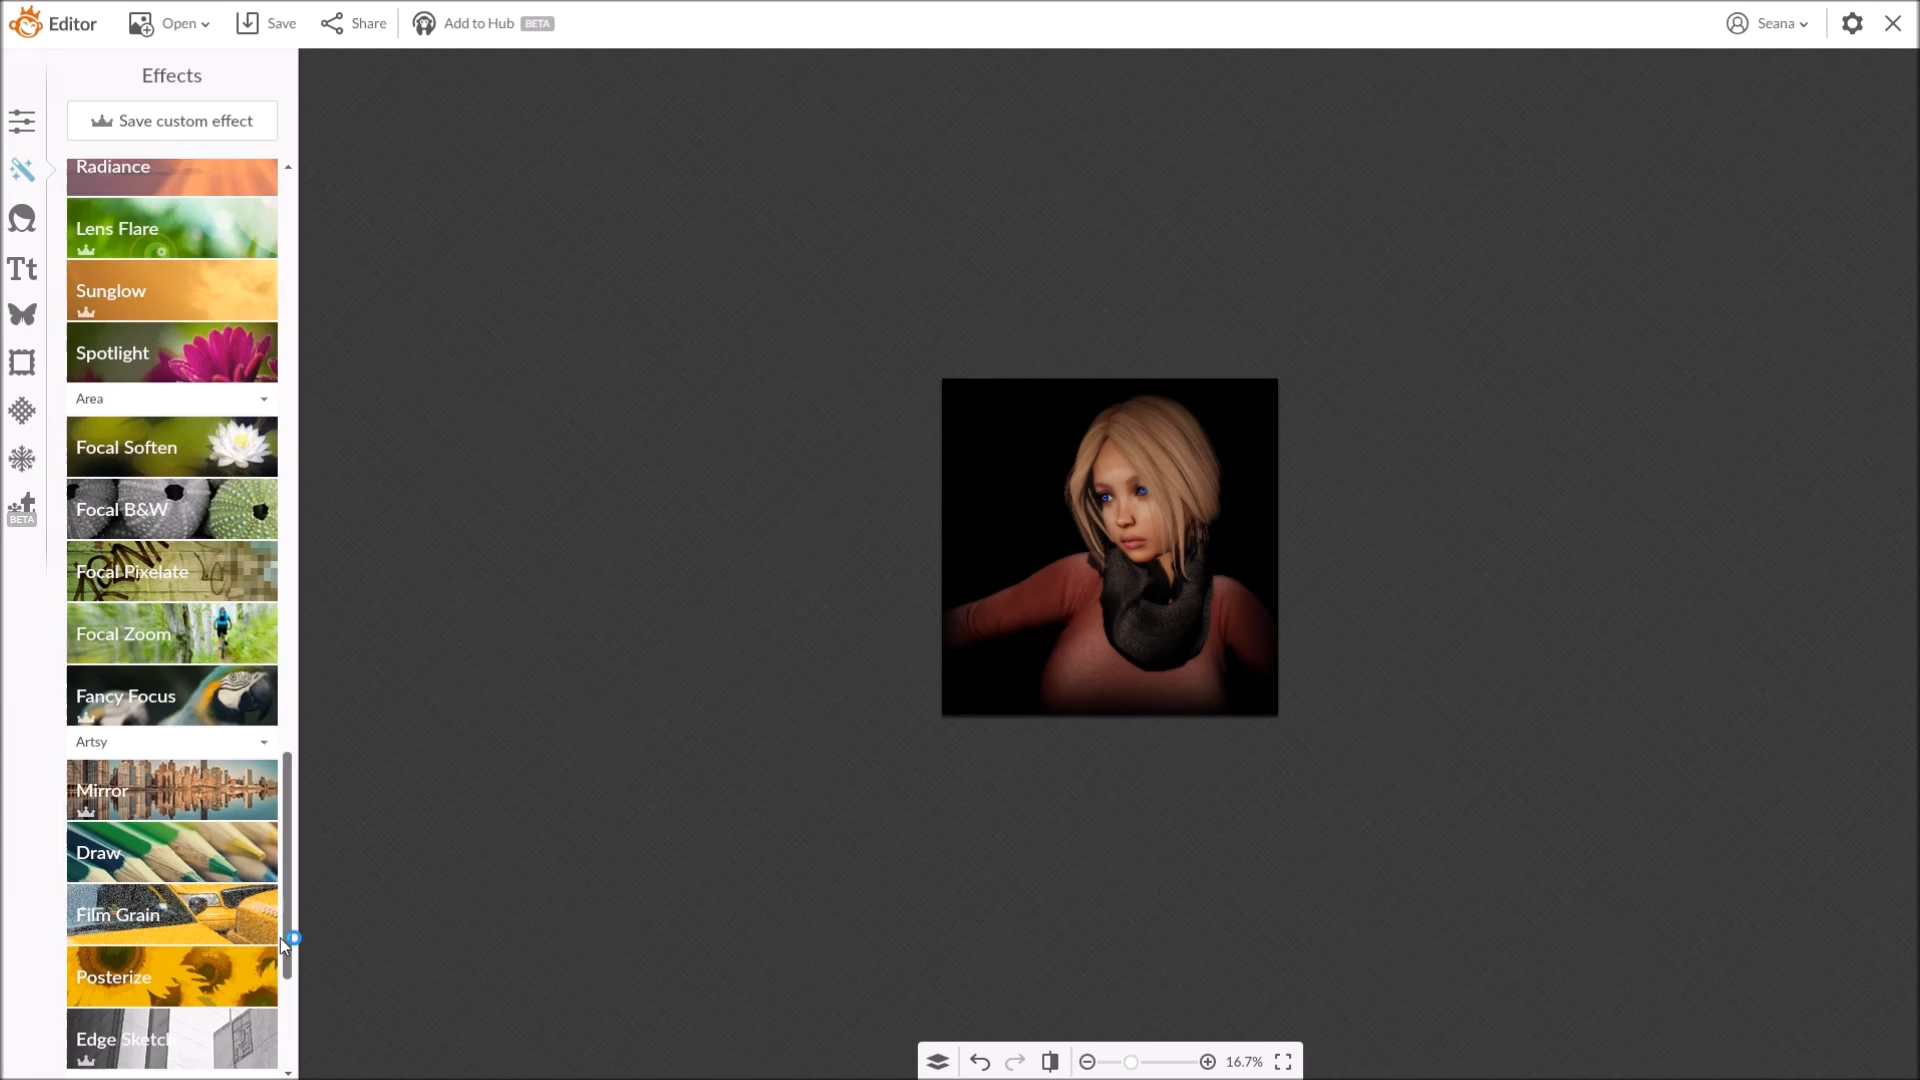 Editor
Open
Save
Share
Add to Hub BETA
Seana
Effects
Save custom effect
Radiance
Lens Flare
Sunglow
Spotlight
Area
Focal Soften
Focal B&W
Focal Pixelate
Focal Zoom
Fancy Focus
Artsy
Mirror
Draw
Film Grain
Posterize
Edge Sketch
Tt
BETA
16.7%